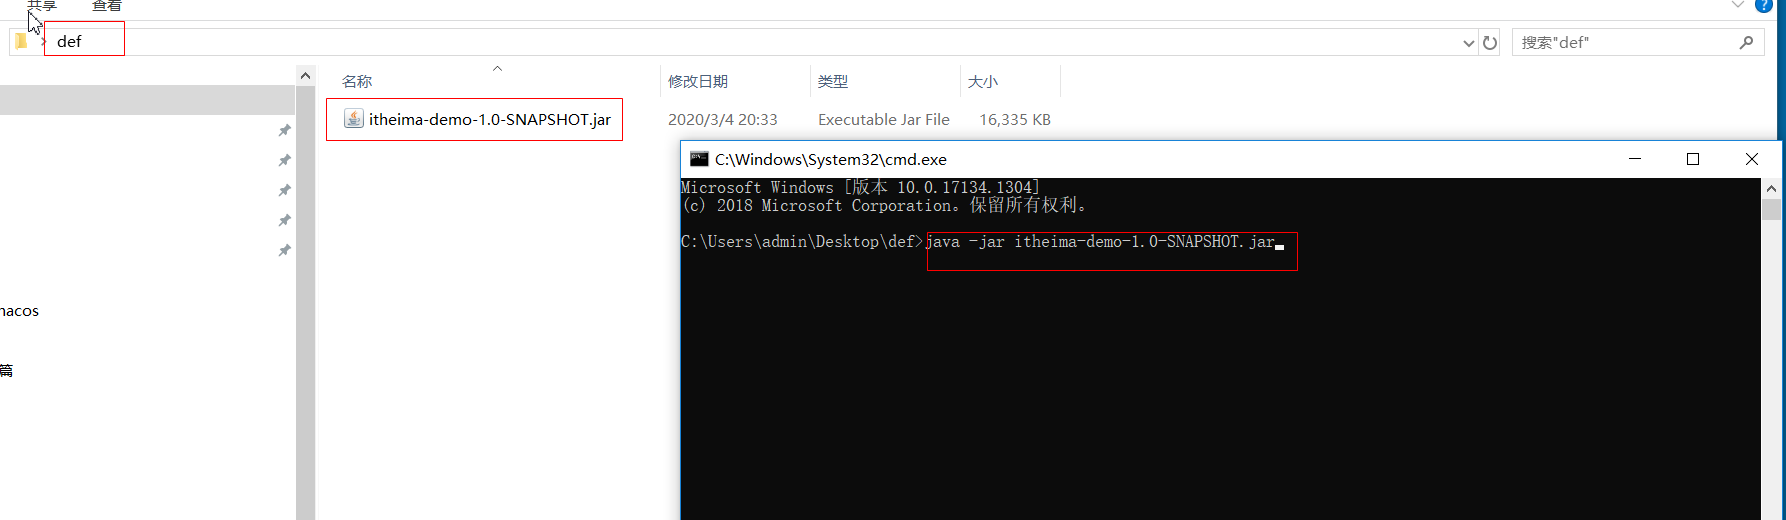 共享 查看
def
搜索"def"
名称 修改日期 类型 大小
itheima-demo-1.0-SNAPSHOT.jar 2020/3/4 20:33 Executable Jar File 16,335 KB
C:\Windows\System32\cmd.exe
Microsoft Windows [版本 10.0.17134.1304]
(c) 2018 Microsoft Corporation。保留所有权利。
C:\Users\admin\Desktop\def>java -jar itheima-demo-1.0-SNAPSHOT.jar
macos
篇